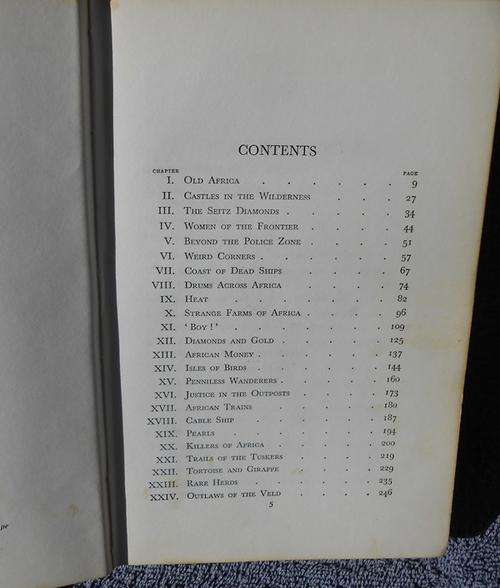 CONTENTS
CHAPTER PAGE
I. OLD AFRICA . . . . . . 9
II. CASTLES IN THE WILDERNESS . . . 27
III. THE SEITZ DIAMONDS . . . . . 34
IV. WOMEN OF THE FRONTIER . . . . 44
V. BEYOND THE POLICE ZONE . . . . 51
VI. WEIRD CORNERS . . . . . . 57
VII. COAST OF DEAD SHIPS . . . . 67
VIII. DRUMS ACROSS AFRICA . . . . 74
IX. HEAT . . . . . . . 82
X. STRANGE FARMS OF AFRICA . . . . 96
XI. ‘BOY!’ . . . . . . . 109
XII. DIAMONDS AND GOLD . . . . . 125
XIII. AFRICAN MONEY . . . . . . 137
XIV. ISLES OF BIRDS . . . . . 144
XV. PENNILESS WANDERERS . . . . . 160
XVI. JUSTICE IN THE OUTPOSTS . . . . 173
XVII. AFRICAN TRAINS . . . . . 180
XVIII. CABLE SHIP . . . . . . 187
XIX. PEARLS . . . . . . 194
XX. KILLERS OF AFRICA . . . . . 200
XXI. TRAILS OF THE TUSKERS . . . . 219
XXII. TORTOISE AND GIRAFFE . . . . 229
XXIII. RARE HERDS . . . . . . 235
XXIV. OUTLAWS OF THE VELD . . . . 246
5